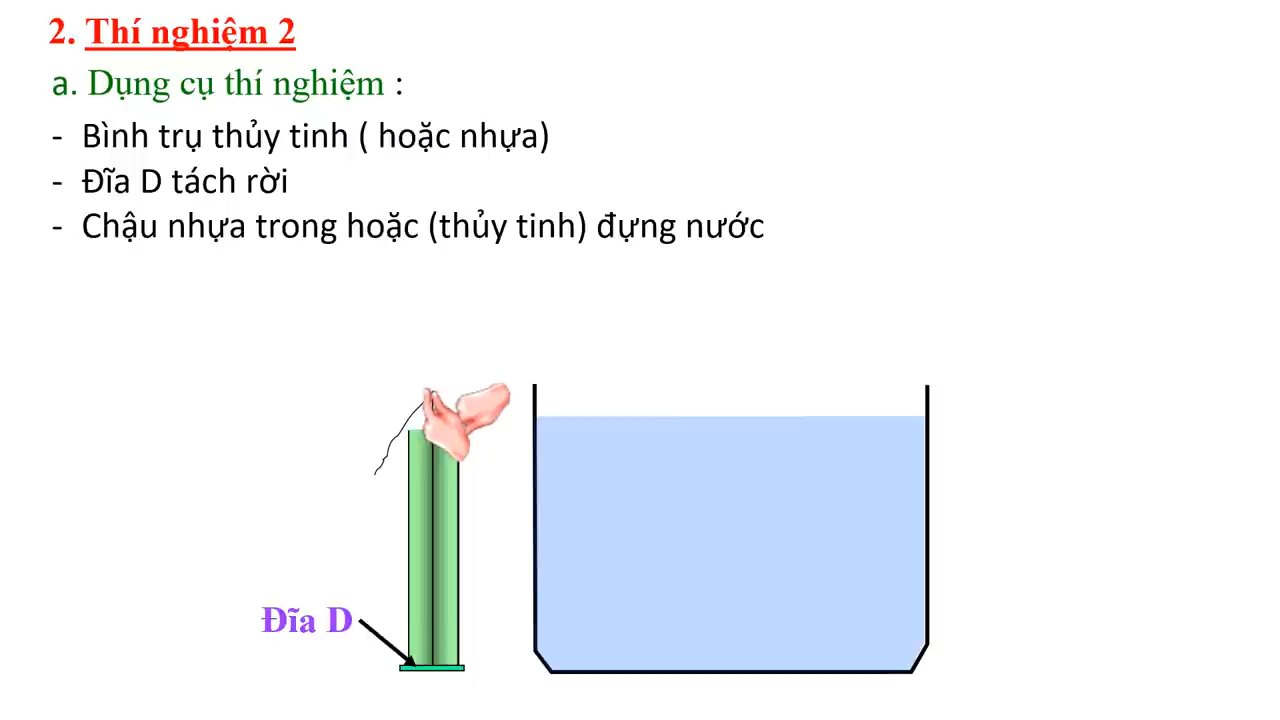 2. Thí nghiệm 2
a. Dụng cụ thí nghiệm :
- Bình trụ thủy tinh ( hoặc nhựa)
- Đĩa D tách rời
- Chậu nhựa trong hoặc (thủy tinh) đựng nước
Đĩa D